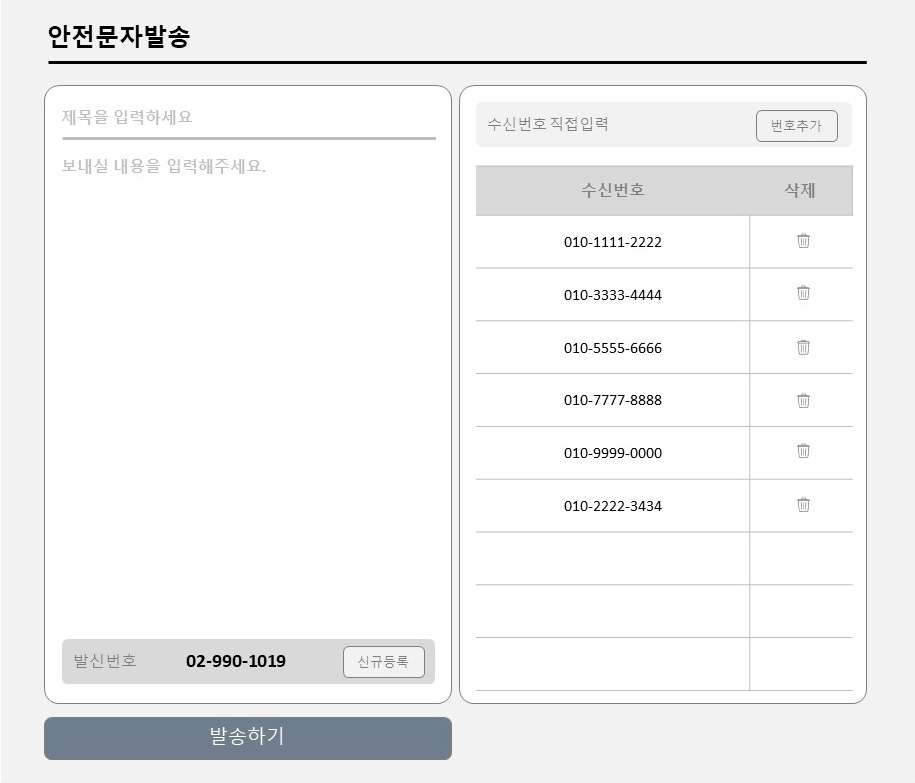 안전문자발송
제목을 입력하세요
보내실 내용을 입력해주세요.
발신번호 02-990-1019 신규등록
발송하기
수신번호 직접입력 번호추가
수신번호 삭제
010-1111-2222
010-3333-4444
010-5555-6666
010-7777-8888
010-9999-0000
010-2222-3434